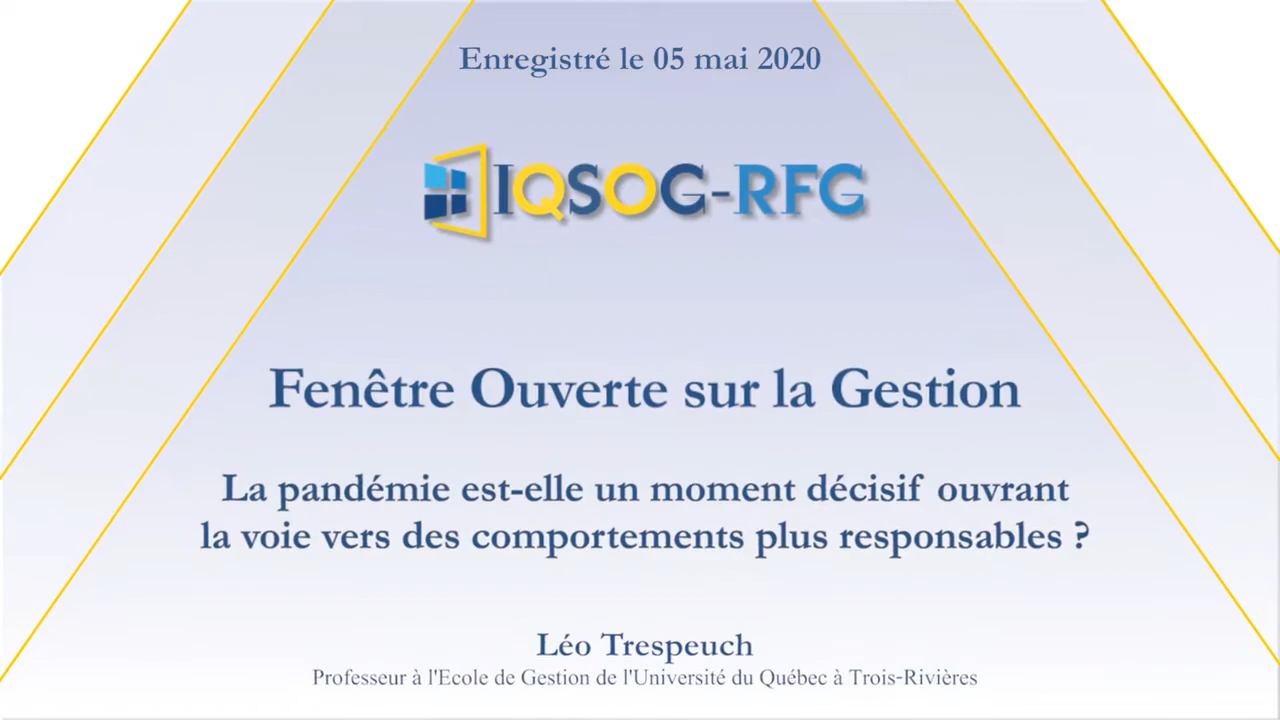 Enregistré le 05 mai 2020
IQSOG-RFG
Fenêtre Ouverte sur la Gestion
La pandémie est-elle un moment décisif ouvrant
la voie vers des comportements plus responsables ?
Léo Trespeuch
Professeur à l'Ecole de Gestion de l'Université du Québec à Trois-Rivières